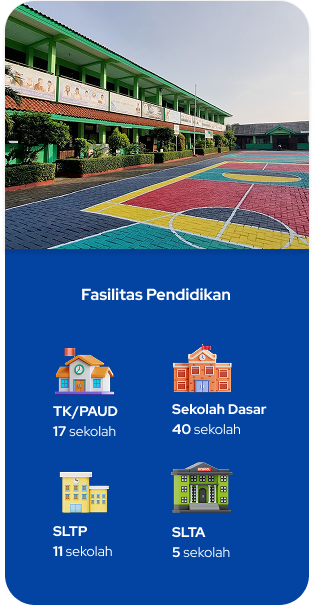 Fasilitas Pendidikan
TK/PAUD
17 sekolah
Sekolah Dasar
40 sekolah
SLTP
11 sekolah
SLTA
5 sekolah